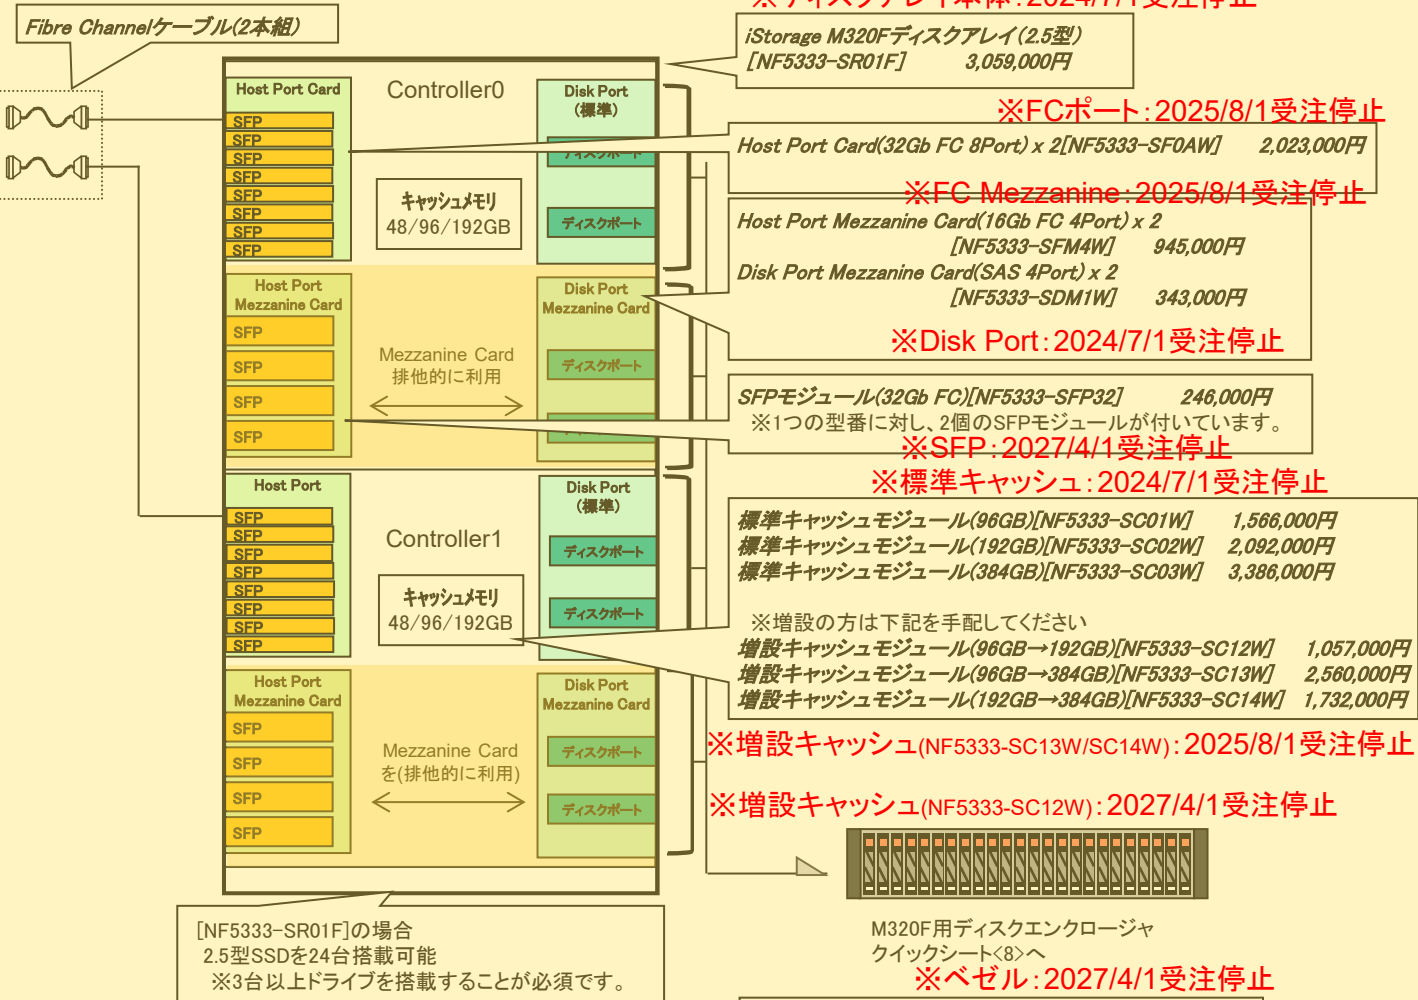 ※ディスクアレイ本体：2024/7/1受注停止
Fibre Channelケーブル(2本組)
iStorage M320Fディスクアレイ(2.5型)
[NF5333-SR01F] 3,059,000円
※FCポート：2025/8/1受注停止
Host Port Card(32Gb FC 8Port) x 2[NF5333-SF0AW] 2,023,000円
※FC Mezzanine：2025/8/1受注停止
Host Port Mezzanine Card(16Gb FC 4Port) x 2
[NF5333-SFM4W] 945,000円
Disk Port Mezzanine Card(SAS 4Port) x 2
[NF5333-SDM1W] 343,000円
※Disk Port：2024/7/1受注停止
SFPモジュール(32Gb FC)[NF5333-SFP32] 246,000円
※1つの型番に対し、2個のSFPモジュールが付いています。
※SFP：2027/4/1受注停止
※標準キャッシュ：2024/7/1受注停止
標準キャッシュモジュール(96GB)[NF5333-SC01W] 1,566,000円
標準キャッシュモジュール(192GB)[NF5333-SC02W] 2,092,000円
標準キャッシュモジュール(384GB)[NF5333-SC03W] 3,386,000円
※増設の方は下記を手配してください
増設キャッシュモジュール(96GB→192GB)[NF5333-SC12W] 1,057,000円
増設キャッシュモジュール(96GB→384GB)[NF5333-SC13W] 2,560,000円
増設キャッシュモジュール(192GB→384GB)[NF5333-SC14W] 1,732,000円
※増設キャッシュ(NF5333-SC13W/SC14W)：2025/8/1受注停止
※増設キャッシュ(NF5333-SC12W)：2027/4/1受注停止
Host Port Card
Controller0
Disk Port
(標準)
SFP
SFP
SFP
SFP
SFP
SFP
SFP
SFP
ディスクポート
キャッシュメモリ
48/96/192GB
ディスクポート
Host Port
Mezzanine Card
Disk Port
Mezzanine Card
SFP
SFP
SFP
SFP
Mezzanine Card
排他的に利用
ディスクポート
Host Port
Controller1
Disk Port
(標準)
SFP
SFP
SFP
SFP
SFP
SFP
SFP
SFP
ディスクポート
キャッシュメモリ
48/96/192GB
ディスクポート
Host Port
Mezzanine Card
Disk Port
Mezzanine Card
SFP
SFP
SFP
SFP
Mezzanine Card
を(排他的に利用)
ディスクポート
ディスクポート
[NF5333-SR01F]の場合
2.5型SSDを24台搭載可能
※3台以上ドライブを搭載することが必須です。
M320F用ディスクエンクロージャ
クイックシート<8>へ
※ベゼル：2027/4/1受注停止